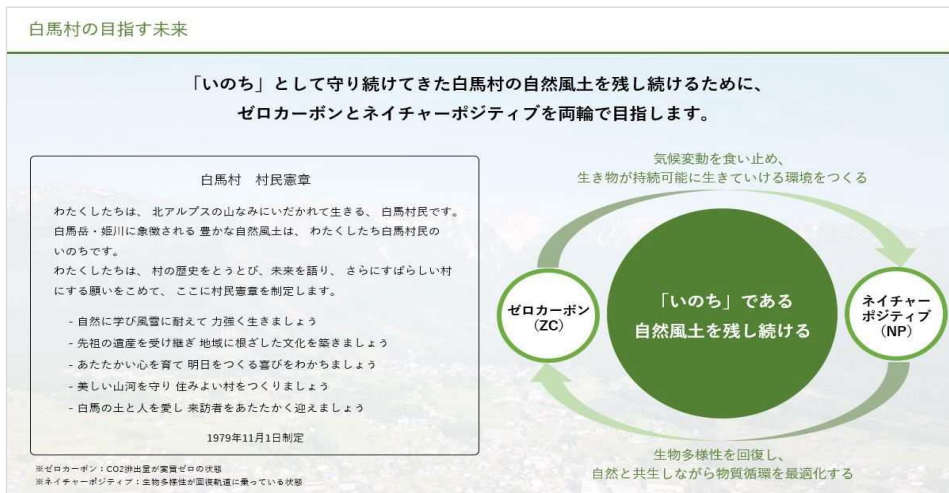 白馬村の目指す未来
「いのち」として守り続けてきた白馬村の自然風土を残し続けるために、
ゼロカーボンとネイチャーポジティブを両輪で目指します。
白馬村 村民憲章
わたくしたちは、 北アルプスの山なみにいだかれて生きる、 白馬村民です。
白馬岳・姫川に象徴される 豊かな自然風土は、 わたくしたち白馬村民の
いのちです。
わたくしたちは、 村の歴史をとうとび、未来を語り、 さらにすばらしい村
にする願いをこめて、 ここに村民憲章を制定します。
- 自然に学び風雪に耐えて 力強く生きましょう
- 先祖の遺産を受け継ぎ 地域に根ざした文化を築きましょう
- あたたかい心を育て 明日をつくる喜びをわかちましょう
- 美しい山河を守り 住みよい村をつくりましょう
- 白馬の土と人を愛し 来訪者をあたたかく迎えましょう
1979年11月1日制定
※ゼロカーボン：CO2排出量が実質ゼロの状態
※ネイチャーポジティブ：生物多様性が回復軌道に乗っている状態
気候変動を食い止め、
生き物が持続可能に生きていける環境をつくる
ゼロカーボン
（ZC）
「いのち」である
自然風土を残し続ける
ネイチャー
ポジティブ
（NP）
生物多様性を回復し、
自然と共生しながら物質循環を最適化する